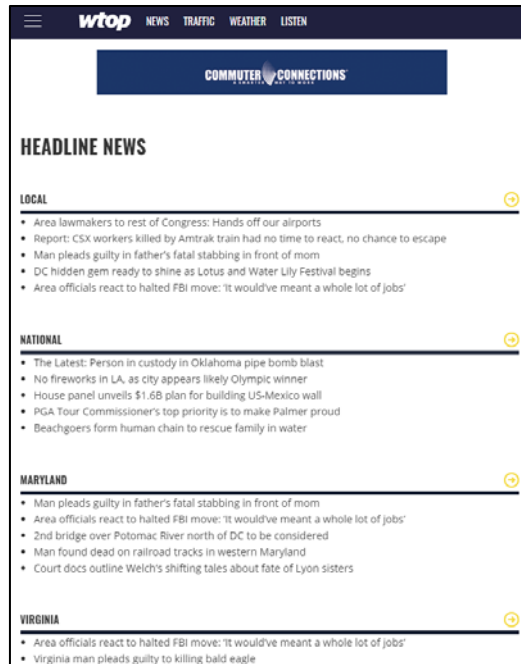 wtop NEWS TRAFFIC WEATHER LISTEN
COMMUTER CONNECTIONS
A SMARTER WAY TO WORK
HEADLINE NEWS
LOCAL
• Area lawmakers to rest of Congress: Hands off our airports
• Report: CSX workers killed by Amtrak train had no time to react, no chance to escape
• Man pleads guilty in father's fatal stabbing in front of mom
• DC hidden gem ready to shine as Lotus and Water Lily Festival begins
• Area officials react to halted FBI move: 'It would've meant a whole lot of jobs'
NATIONAL
• The Latest: Person in custody in Oklahoma pipe bomb blast
• No fireworks in LA, as city appears likely Olympic winner
• House panel unveils $1.6B plan for building US-Mexico wall
• PGA Tour Commissioner's top priority is to make Palmer proud
• Beachgoers form human chain to rescue family in water
MARYLAND
• Man pleads guilty in father's fatal stabbing in front of mom
• Area officials react to halted FBI move: 'It would've meant a whole lot of jobs'
• 2nd bridge over Potomac River north of DC to be considered
• Man found dead on railroad tracks in western Maryland
• Court docs outline Welch's shifting tales about fate of Lyon sisters
VIRGINIA
• Area officials react to halted FBI move: 'It would've meant a whole lot of jobs'
• Virginia man pleads guilty to killing bald eagle